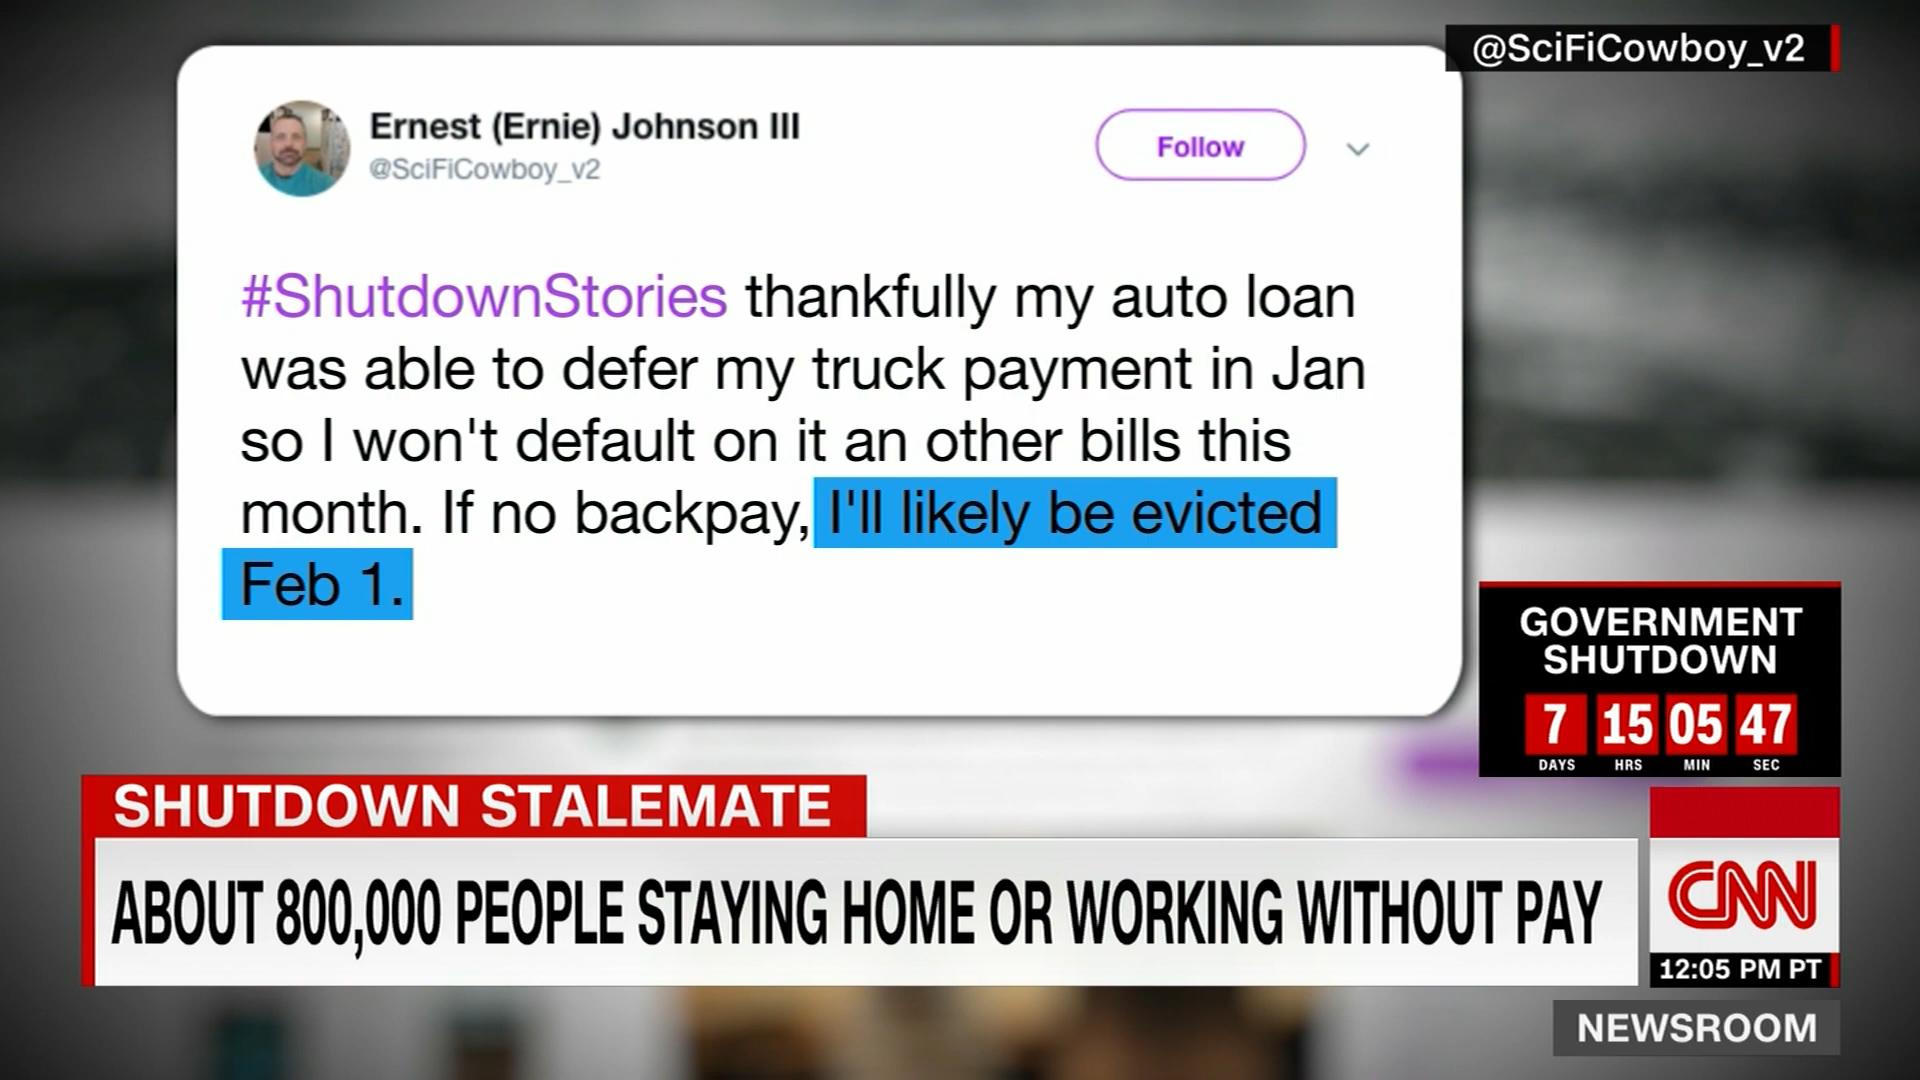 @SciFiCowboy_v2
Ernest (Ernie) Johnson III
@SciFiCowboy_v2
Follow
#ShutdownStories thankfully my auto loan
was able to defer my truck payment in Jan
so I won't default on it an other bills this
month. If no backpay, I'll likely be evicted
Feb 1.
GOVERNMENT
SHUTDOWN
7 15 05 47
DAYS HRS MIN SEC
SHUTDOWN STALEMATE
ABOUT 800,000 PEOPLE STAYING HOME OR WORKING WITHOUT PAY
CNN
12:05 PM PT
NEWSROOM